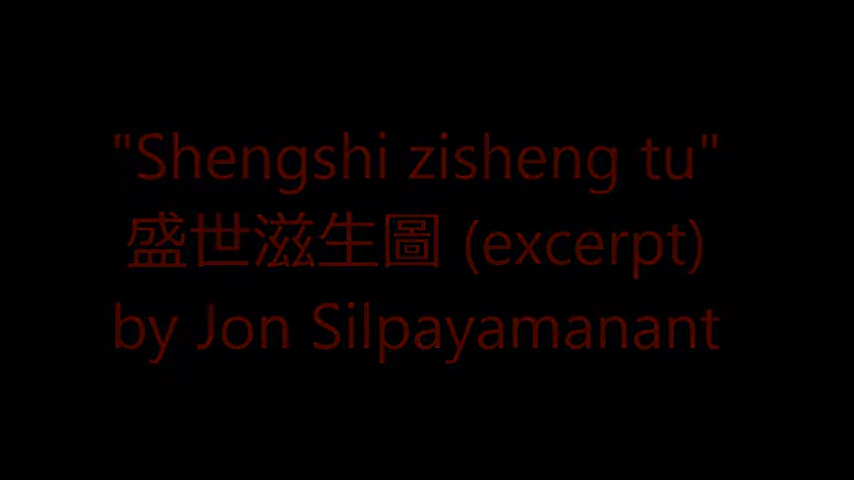 "Shengshi zisheng tu"
盛世滋生圖 (excerpt)
by Jon Silpayamanant